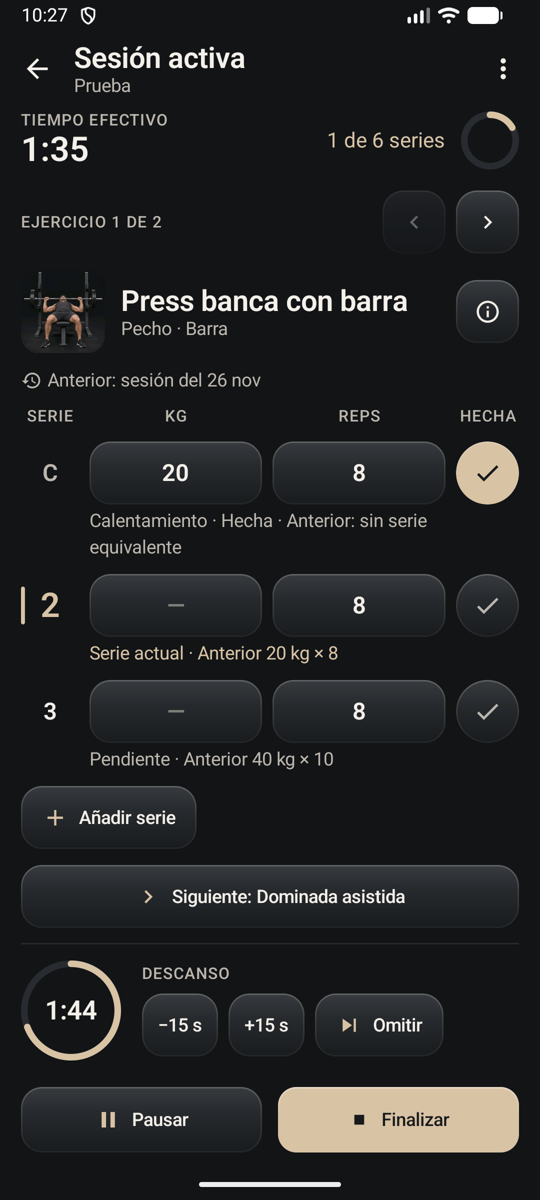 10:27
Sesión activa
Prueba
TIEMPO EFECTIVO
1:35
1 de 6 series
EJERCICIO 1 DE 2
Press banca con barra
Pecho · Barra
Anterior: sesión del 26 nov
SERIE KG REPS HECHA
C 20 8
Calentamiento · Hecha · Anterior: sin serie
equivalente
2 — 8
Serie actual · Anterior 20 kg × 8
3 — 8
Pendiente · Anterior 40 kg × 10
+ Añadir serie
Siguiente: Dominada asistida
DESCANSO
1:44
−15 s +15 s Omitir
Pausar Finalizar